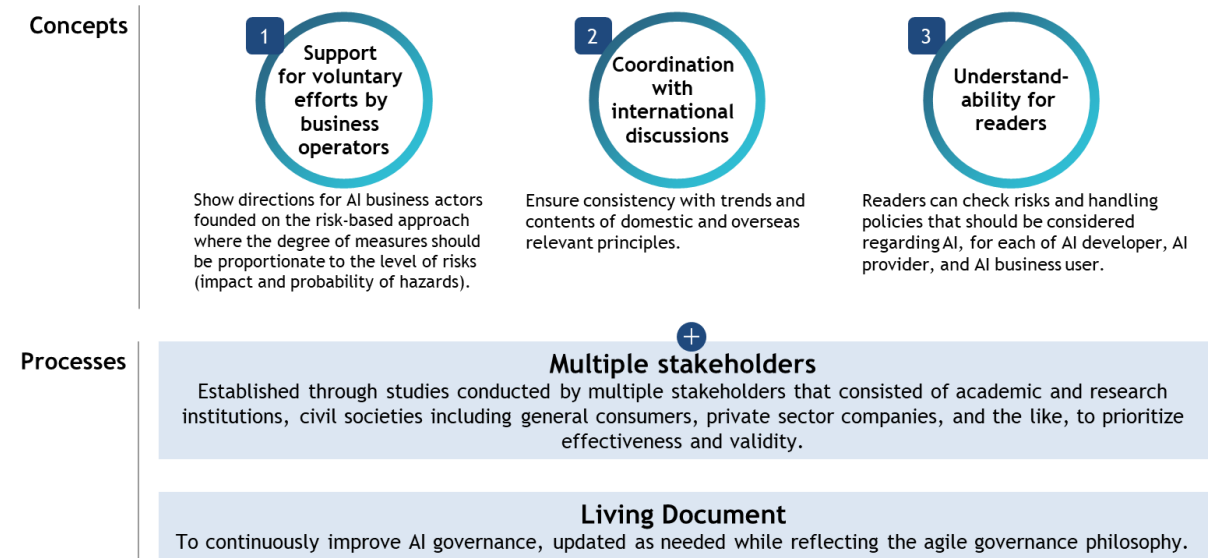 Concepts
1
Support
for voluntary
efforts by
business
operators
Show directions for AI business actors
founded on the risk-based approach
where the degree of measures should
be proportionate to the level of risks
(impact and probability of hazards).
2
Coordination
with
international
discussions
Ensure consistency with trends and
contents of domestic and overseas
relevant principles.
3
Understand-
ability for
readers
Readers can check risks and handling
policies that should be considered
regarding AI, for each of AI developer, AI
provider, and AI business user.
+
Processes
Multiple stakeholders
Established through studies conducted by multiple stakeholders that consisted of academic and research
institutions, civil societies including general consumers, private sector companies, and the like, to prioritize
effectiveness and validity.
Living Document
To continuously improve AI governance, updated as needed while reflecting the agile governance philosophy.